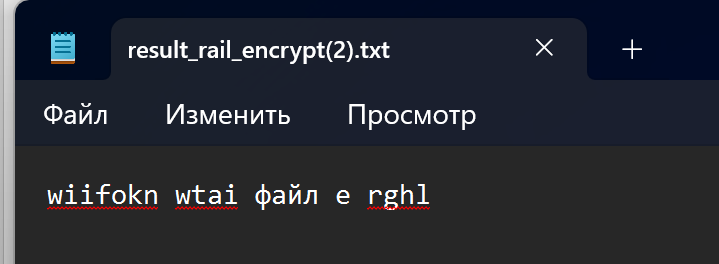 result_rail_encrypt(2).txt
Файл Изменить Просмотр
wiifokn wtai файл е rghl